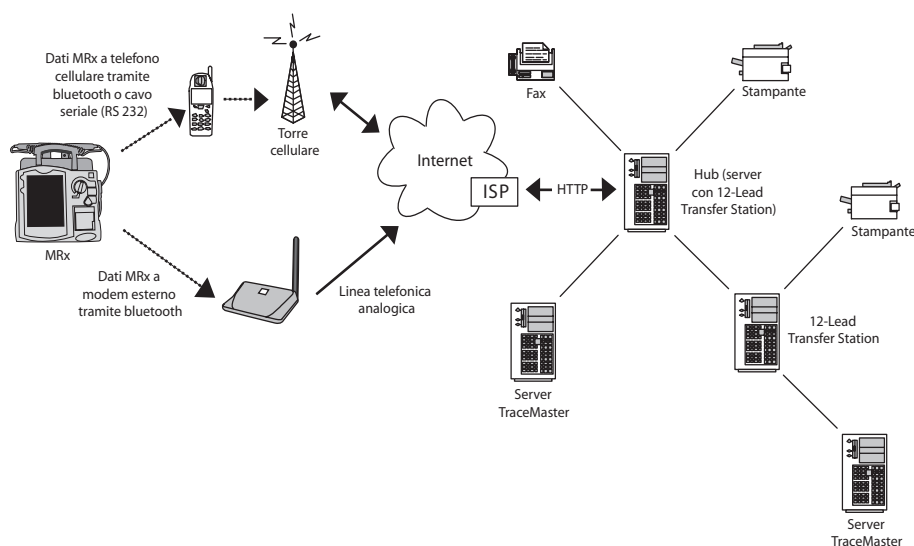 Dati MRx a telefono
cellulare tramite
bluetooth o cavo
seriale (RS 232)
Torre
cellulare
Fax
Stampante
Internet
ISP
HTTP
Hub (server
con 12-Lead
Transfer Station)
Stampante
MRx
Dati MRx a
modem esterno
tramite bluetooth
Linea telefonica
analogica
12-Lead
Transfer Station
Server
TraceMaster
Server
TraceMaster